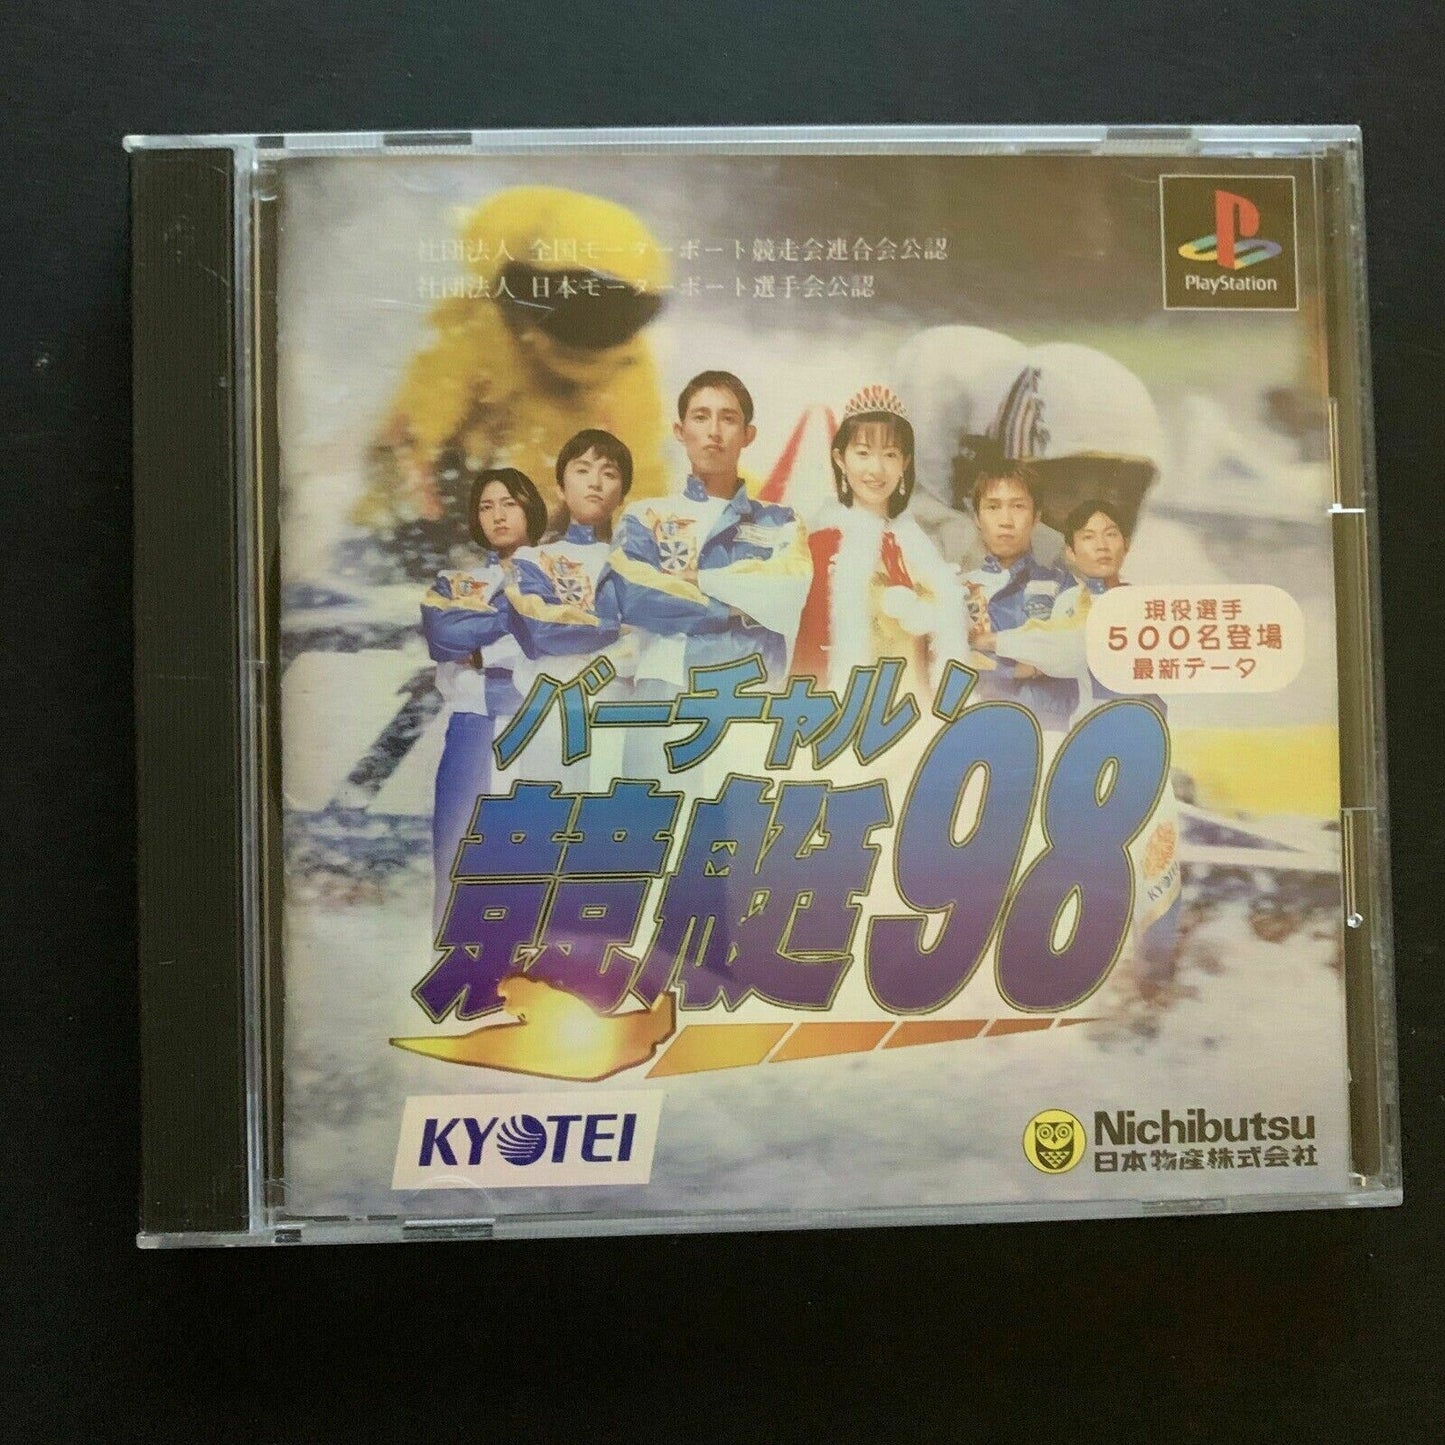 社団法人 全国モーターボート競走会連合会公認
社団法人 日本モーターボート選手会公認
PlayStation
現役選手
500名登場
最新データ
バーチャル
競艇'98
KYOTEI
Nichibutsu
日本物産株式会社